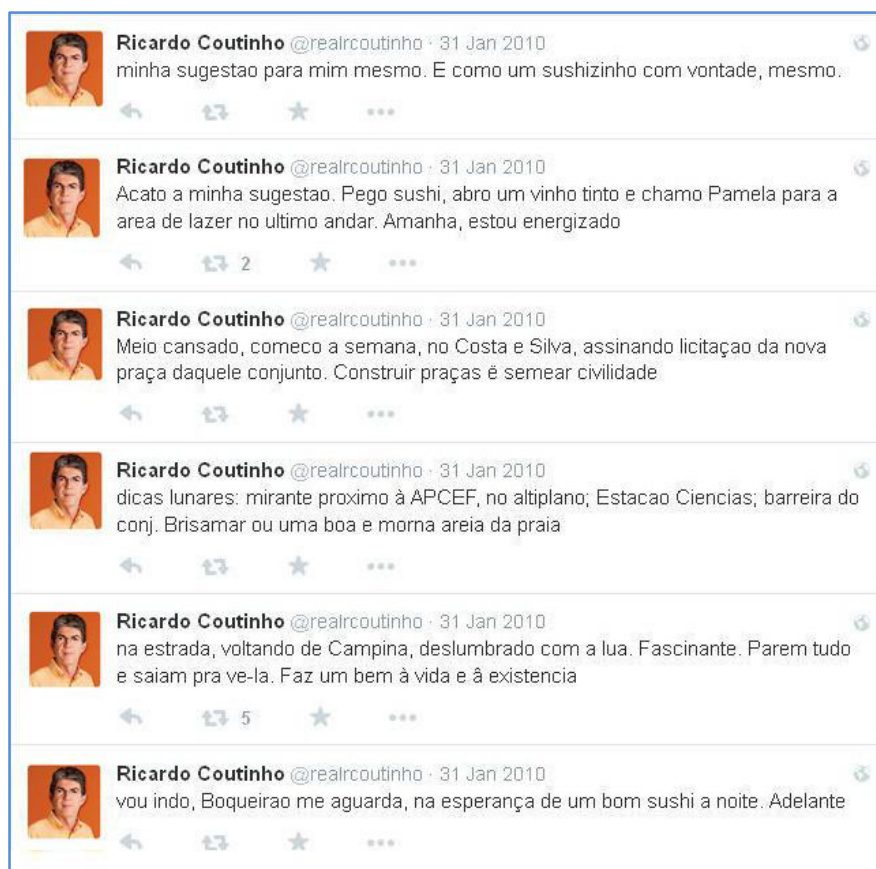 Ricardo Coutinho @realrcoutinho · 31 Jan 2010
minha sugestao para mim mesmo. E como um sushizinho com vontade, mesmo.
Ricardo Coutinho @realrcoutinho · 31 Jan 2010
Acato a minha sugestao. Pego sushi, abro um vinho tinto e chamo Pamela para a
area de lazer no ultimo andar. Amanha, estou energizado
2
Ricardo Coutinho @realrcoutinho · 31 Jan 2010
Meio cansado, comeco a semana, no Costa e Silva, assinando licitaçao da nova
praça daquele conjunto. Construir praças ë semear civilidade
Ricardo Coutinho @realrcoutinho · 31 Jan 2010
dicas lunares: mirante proximo à APCEF, no altiplano; Estacao Ciencias; barreira do
conj. Brisamar ou uma boa e morna areia da praia
Ricardo Coutinho @realrcoutinho · 31 Jan 2010
na estrada, voltando de Campina, deslumbrado com a lua. Fascinante. Parem tudo
e saiam pra ve-la. Faz um bem à vida e â existencia
5
Ricardo Coutinho @realrcoutinho · 31 Jan 2010
vou indo, Boqueirao me aguarda, na esperança de um bom sushi a noite. Adelante